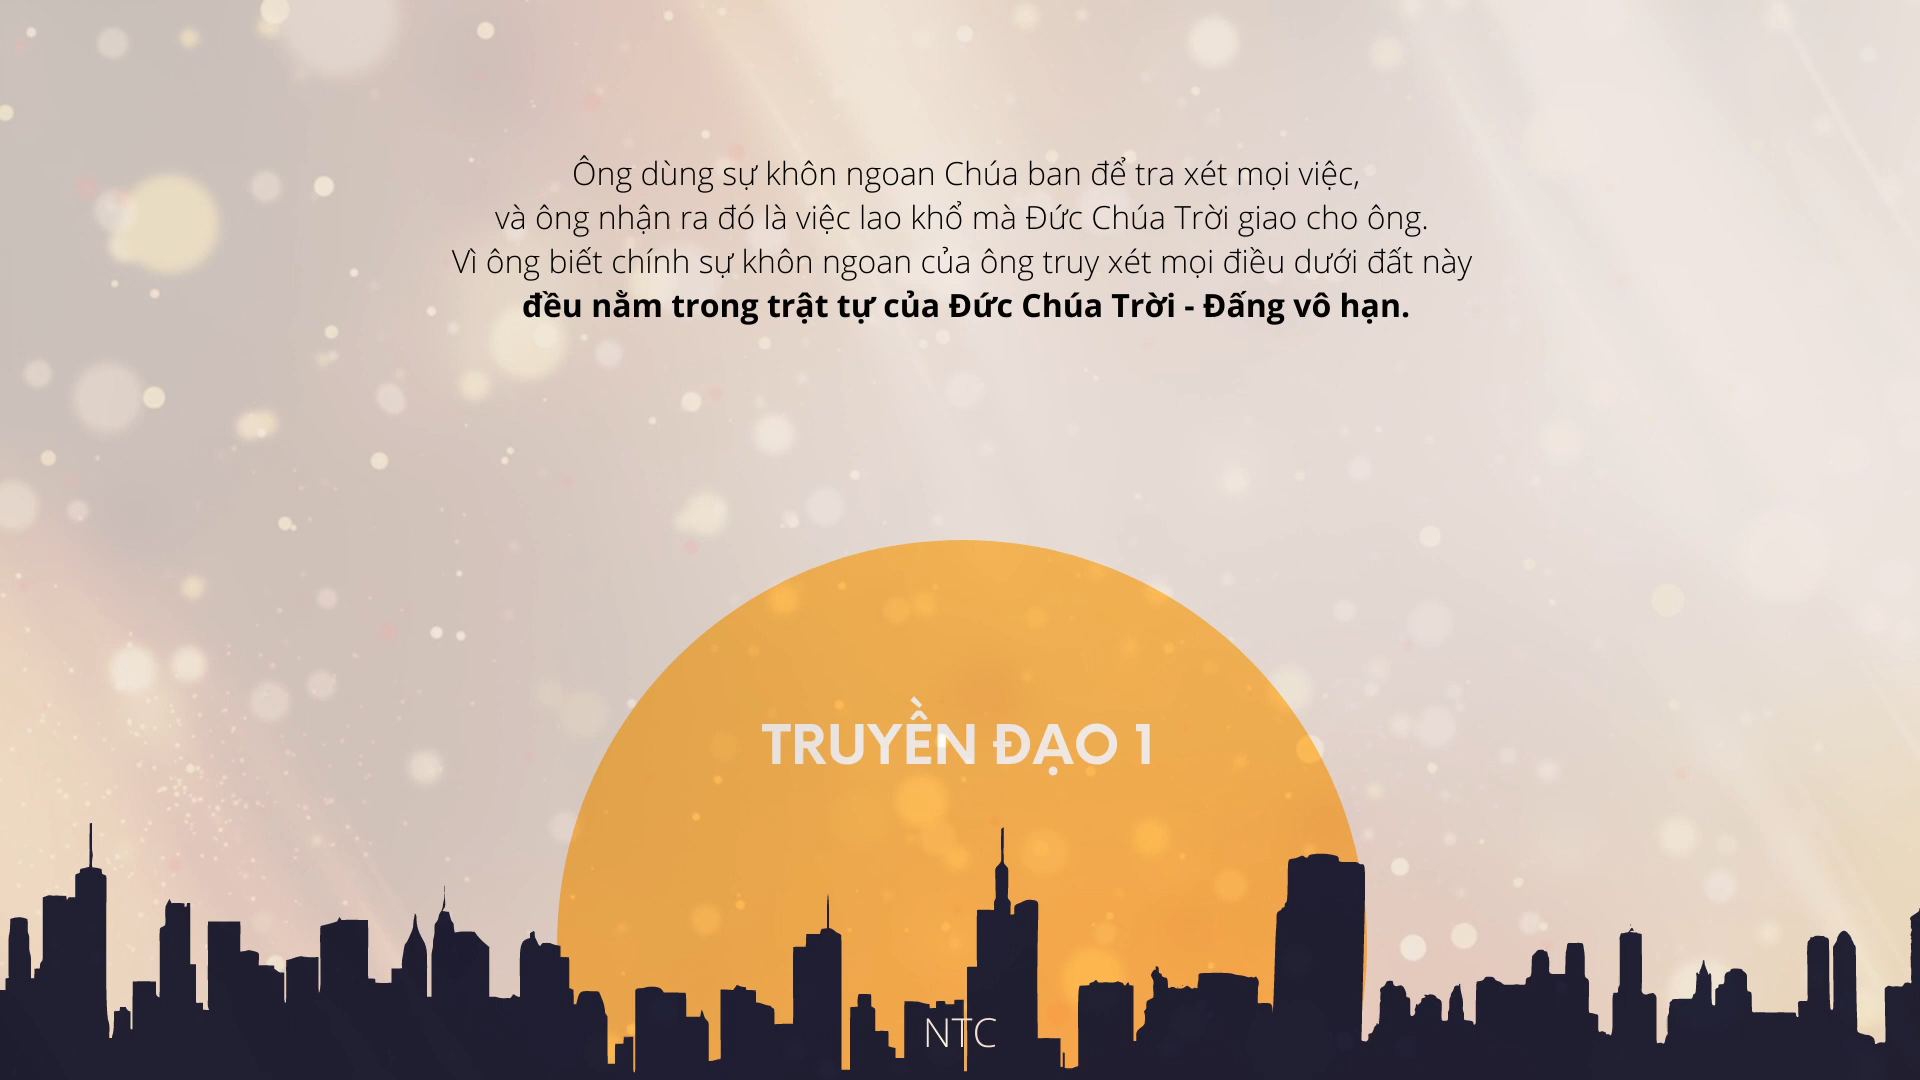 Ông dùng sự khôn ngoan Chúa ban để tra xét mọi việc,
và ông nhận ra đó là việc lao khổ mà Đức Chúa Trời giao cho ông.
Vì ông biết chính sự khôn ngoan của ông truy xét mọi điều dưới đất này
đều nằm trong trật tự của Đức Chúa Trời - Đấng vô hạn.
TRUYỀN ĐẠO 1
NTC